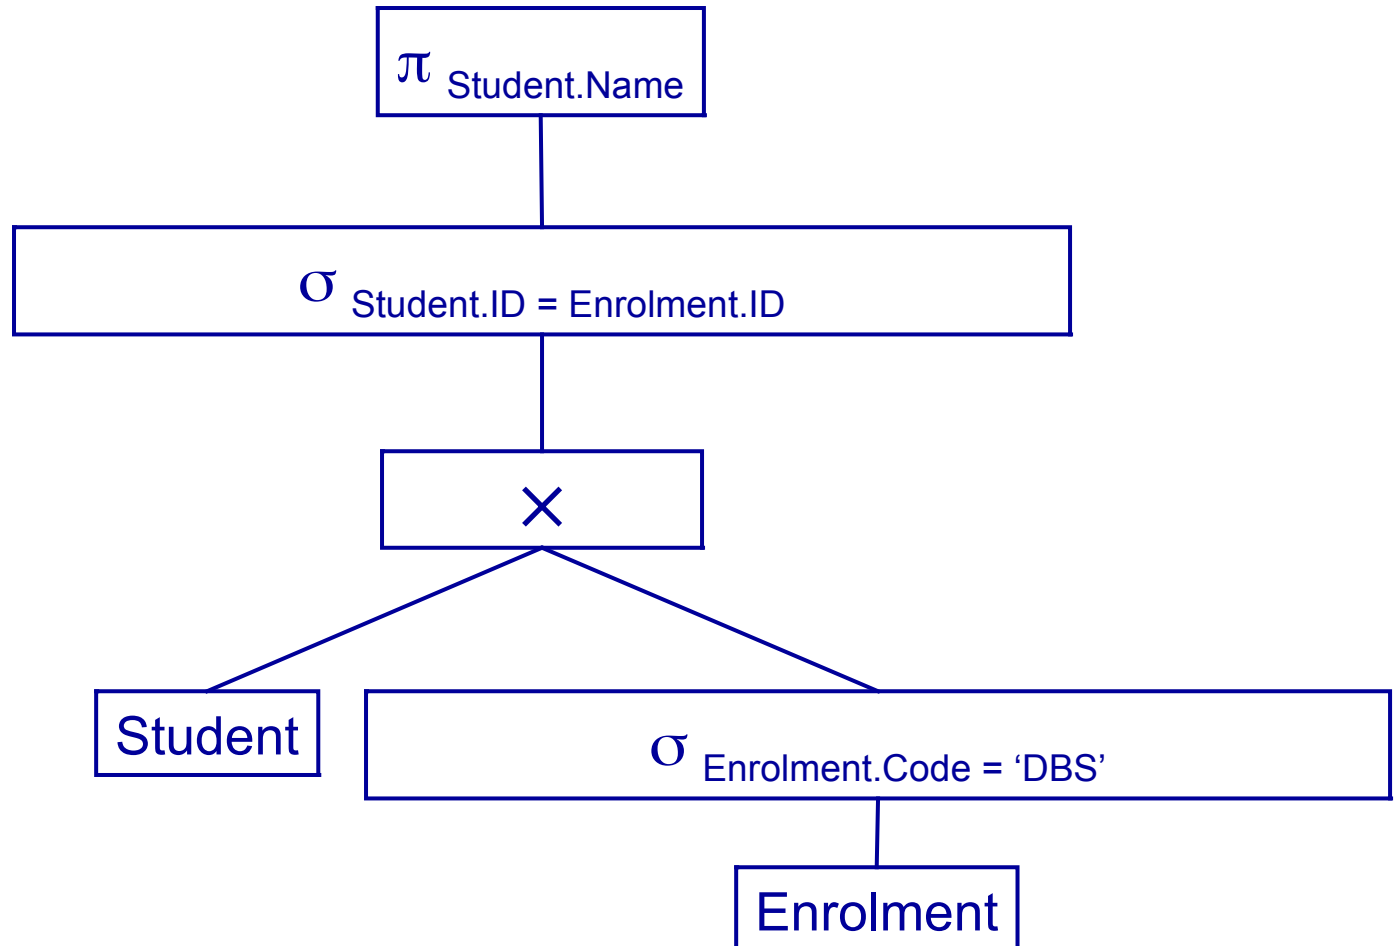 π Student.Name
σ Student.ID = Enrolment.ID
×
Student
σ Enrolment.Code = ‘DBS’
Enrolment